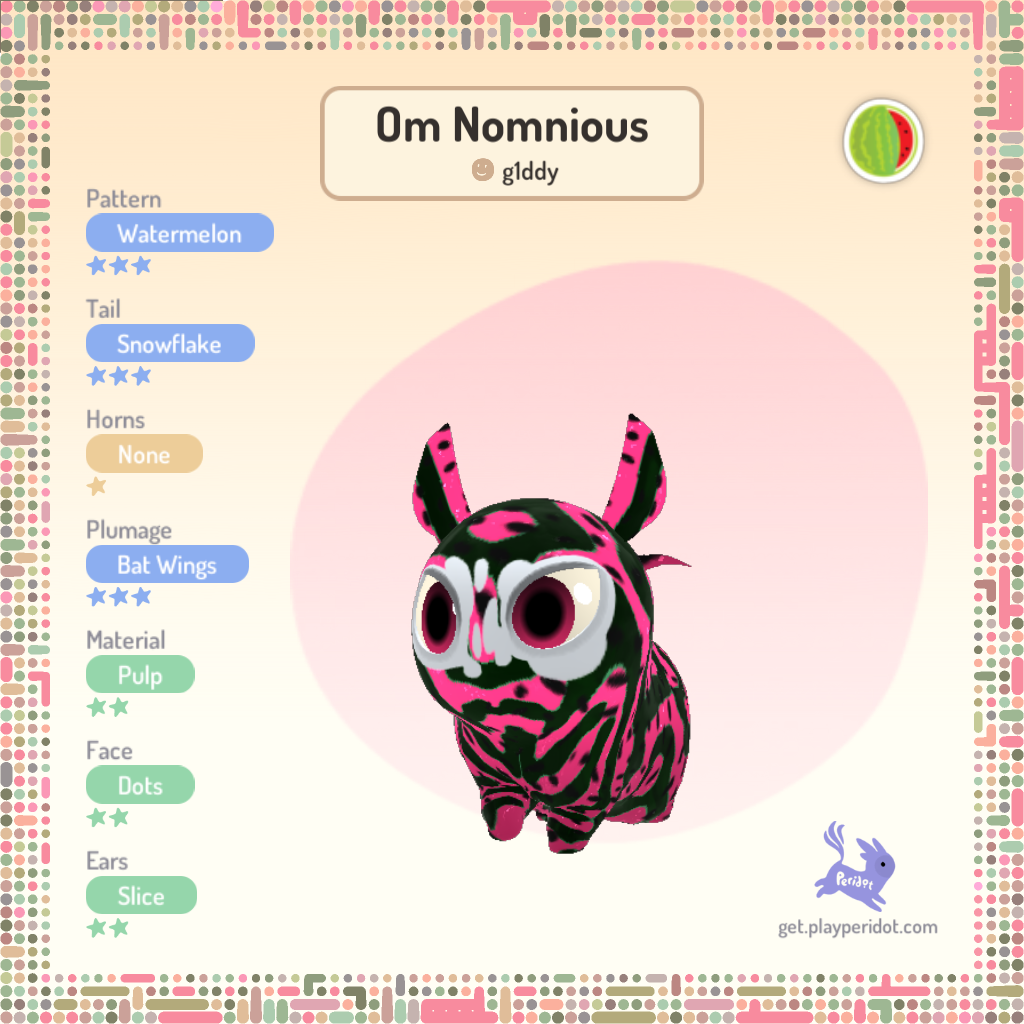 Om Nomnious
g1ddy
Pattern
Watermelon
Tail
Snowflake
Horns
None
Plumage
Bat Wings
Material
Pulp
Face
Dots
Ears
Slice
Peridot
get.playperidot.com